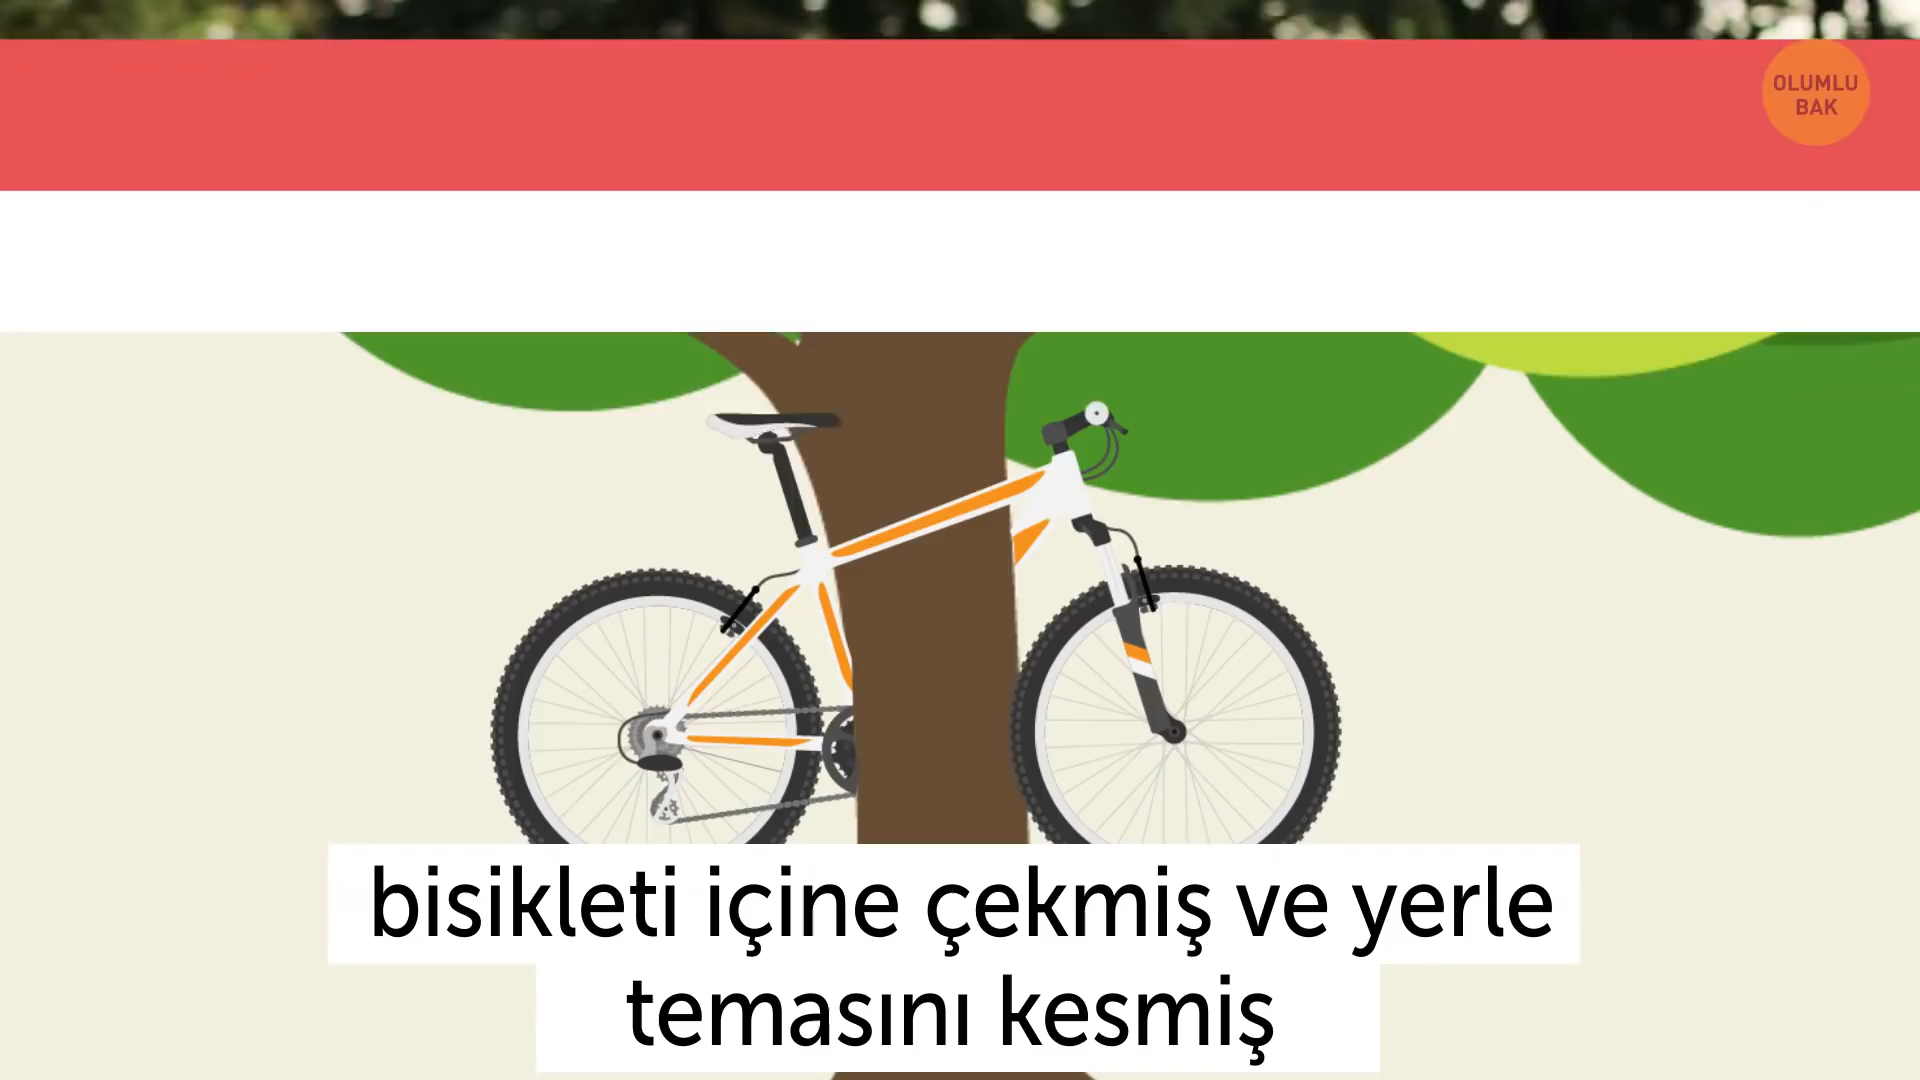 OLUMLU
BAK
bisikleti içine çekmiş ve yerle
temasını kesmiş